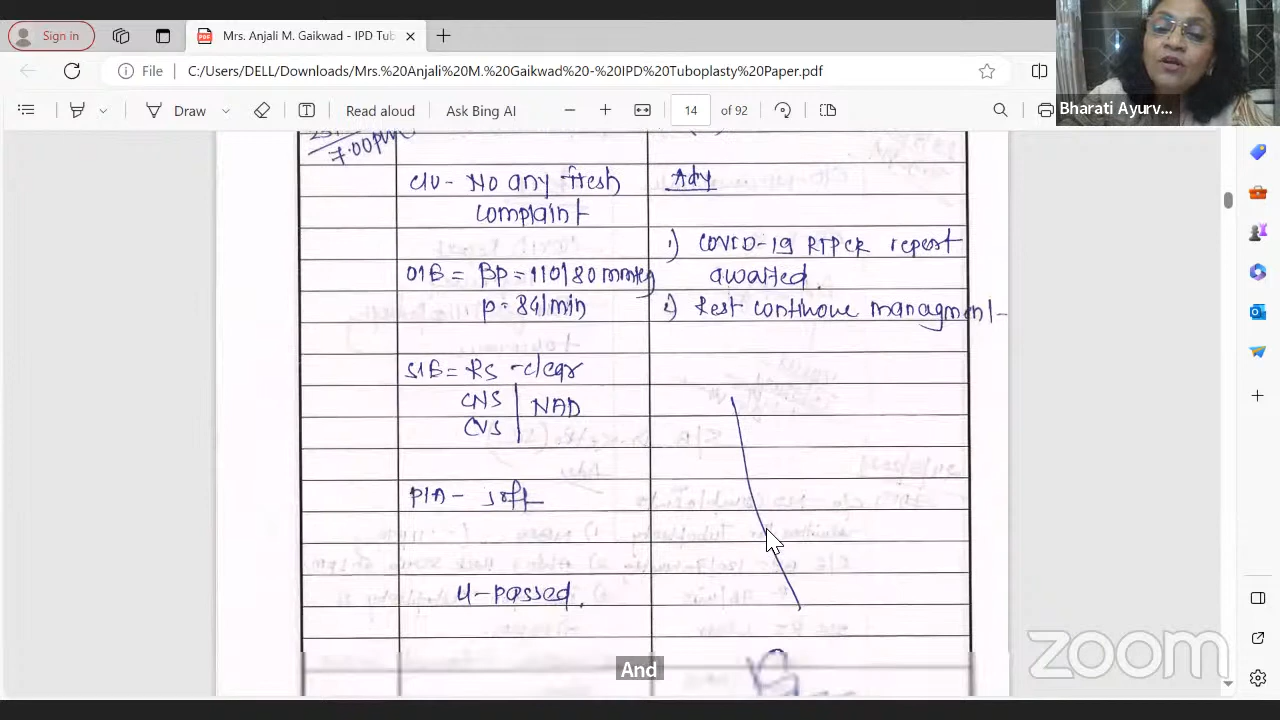 Sign in
Mrs. Anjali M. Gaikwad - IPD Tub
File
C:/Users/DELL/Downloads/Mrs.%20Anjali%20M.%20Gaikwad%20-%20IPD%20Tuboplasty%20Paper.pdf
Draw
Read aloud
Ask Bing AI
14 of 92
Bharati Ayurv...
7.00pm
No any fresh
complaint
Adv
1) COVID-19 RTPCR report
awaited.
O/E = BP = 110/80 mmHg
P = 84/min
2) Rest continoue managment
S/E = RS - clear
CNS
NAD
CVS
P/A - soft
U - passed.
And
zoom